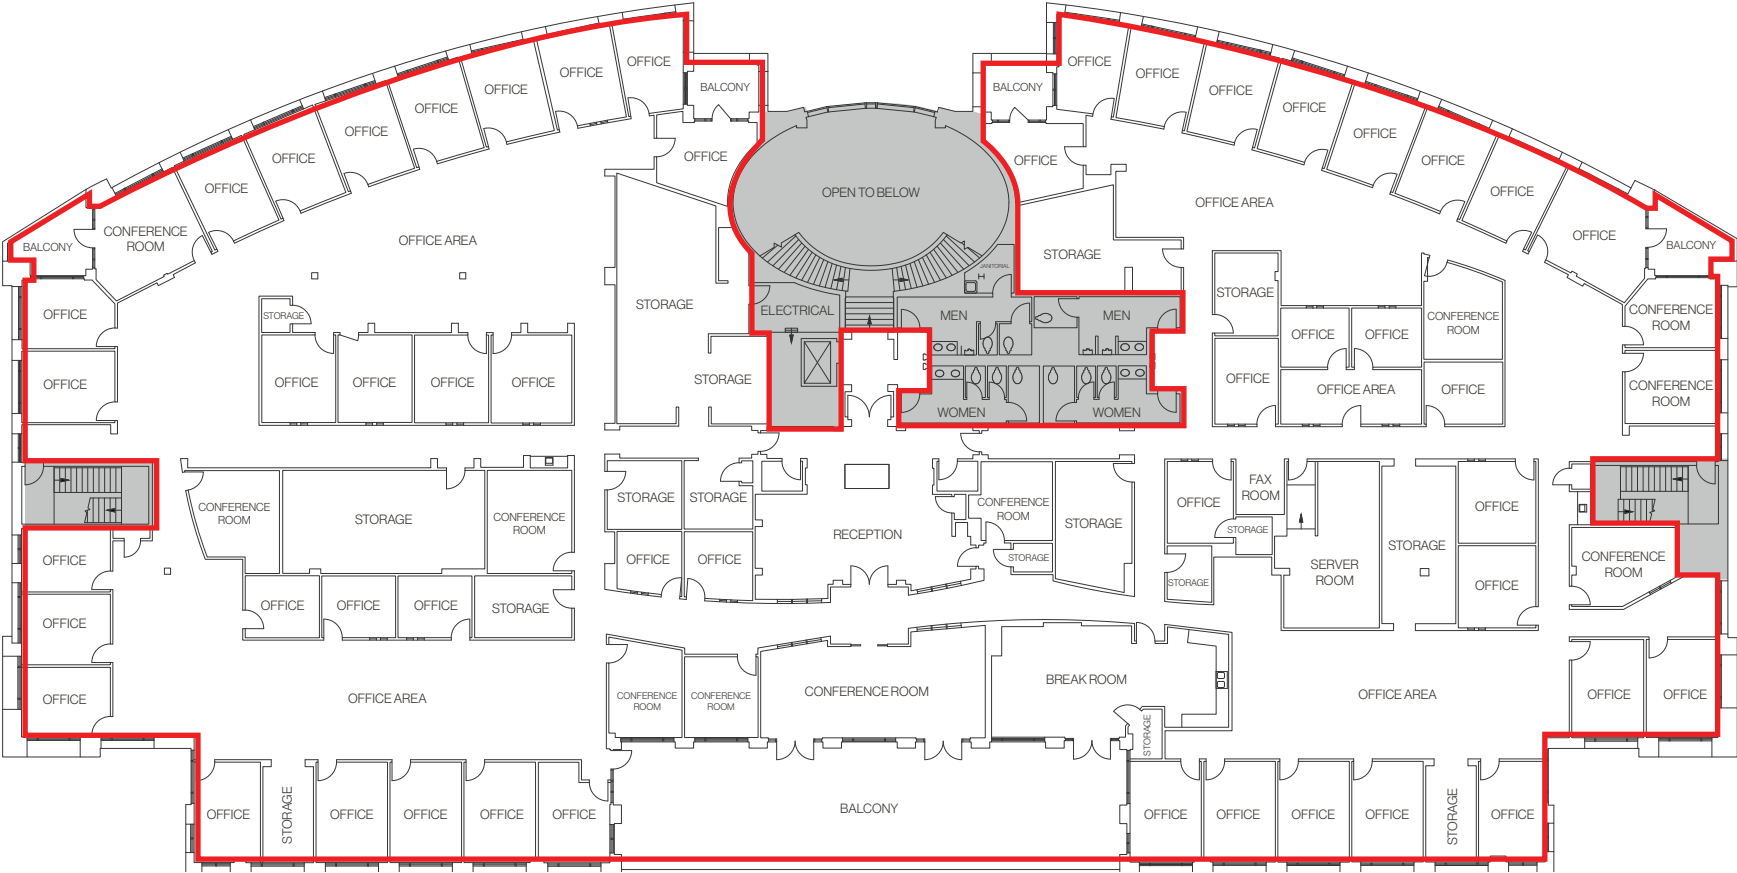 OFFICE
OFFICE
OFFICE
OFFICE
OFFICE
OFFICE
OFFICE
OFFICE
BALCONY
OFFICE
CONFERENCE
ROOM
BALCONY
OFFICE AREA
OFFICE
OFFICE
STORAGE
OFFICE
OFFICE
OFFICE
OFFICE
STORAGE
STORAGE
OPEN TO BELOW
JANITORIAL
ELECTRICAL
MEN
MEN
WOMEN
WOMEN
BALCONY
OFFICE
OFFICE
OFFICE
OFFICE
OFFICE
OFFICE
OFFICE
OFFICE
OFFICE
OFFICE
BALCONY
OFFICE AREA
STORAGE
STORAGE
OFFICE
OFFICE
CONFERENCE
ROOM
OFFICE
OFFICE AREA
OFFICE
CONFERENCE
ROOM
CONFERENCE
ROOM
CONFERENCE
ROOM
STORAGE
CONFERENCE
ROOM
OFFICE
OFFICE
OFFICE
OFFICE
OFFICE
OFFICE
STORAGE
OFFICE AREA
STORAGE
STORAGE
OFFICE
OFFICE
RECEPTION
CONFERENCE
ROOM
STORAGE
STORAGE
OFFICE
FAX
ROOM
STORAGE
STORAGE
SERVER
ROOM
STORAGE
OFFICE
OFFICE
CONFERENCE
ROOM
CONFERENCE
ROOM
CONFERENCE
ROOM
CONFERENCE ROOM
BREAK ROOM
STORAGE
OFFICE AREA
OFFICE
OFFICE
OFFICE
STORAGE
OFFICE
OFFICE
OFFICE
OFFICE
BALCONY
OFFICE
OFFICE
OFFICE
OFFICE
STORAGE
OFFICE